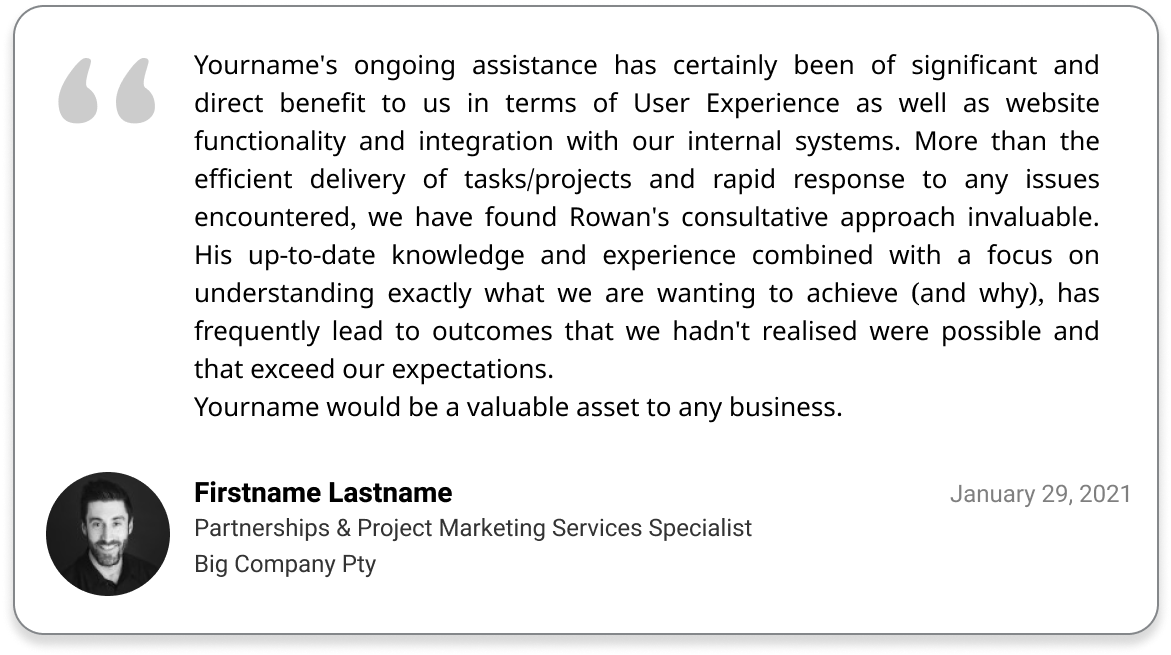 Yourname's ongoing assistance has certainly been of significant and
direct benefit to us in terms of User Experience as well as website
functionality and integration with our internal systems. More than the
efficient delivery of tasks/projects and rapid response to any issues
encountered, we have found Rowan's consultative approach invaluable.
His up-to-date knowledge and experience combined with a focus on
understanding exactly what we are wanting to achieve (and why), has
frequently lead to outcomes that we hadn't realised were possible and
that exceed our expectations.
Yourname would be a valuable asset to any business.
Firstname Lastname
January 29, 2021
Partnerships & Project Marketing Services Specialist
Big Company Pty